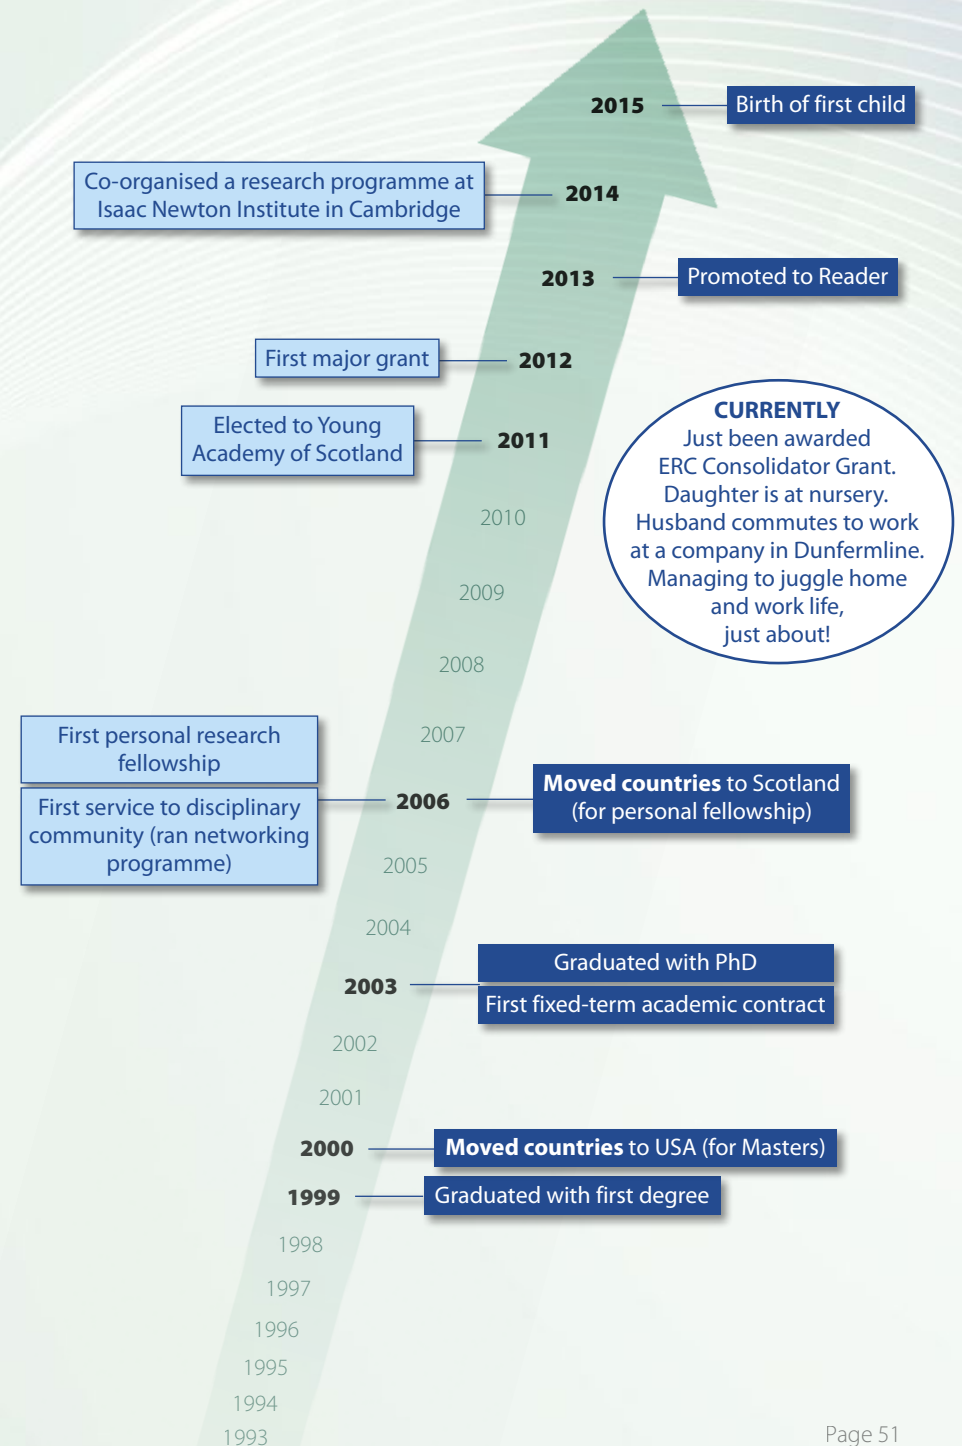 2015
Birth of first child
Co-organised a research programme at
Isaac Newton Institute in Cambridge
2014
2013
Promoted to Reader
First major grant
2012
Elected to Young
Academy of Scotland
2011
CURRENTLY
Just been awarded
ERC Consolidator Grant.
Daughter is at nursery.
Husband commutes to work
at a company in Dunfermline.
Managing to juggle home
and work life,
just about!
2010
2009
2008
2007
First personal research
fellowship
First service to disciplinary
community (ran networking
programme)
2006
Moved countries to Scotland
(for personal fellowship)
2005
2004
2003
Graduated with PhD
First fixed-term academic contract
2002
2001
2000
Moved countries to USA (for Masters)
1999
Graduated with first degree
1998
1997
1996
1995
1994
1993
Page 51